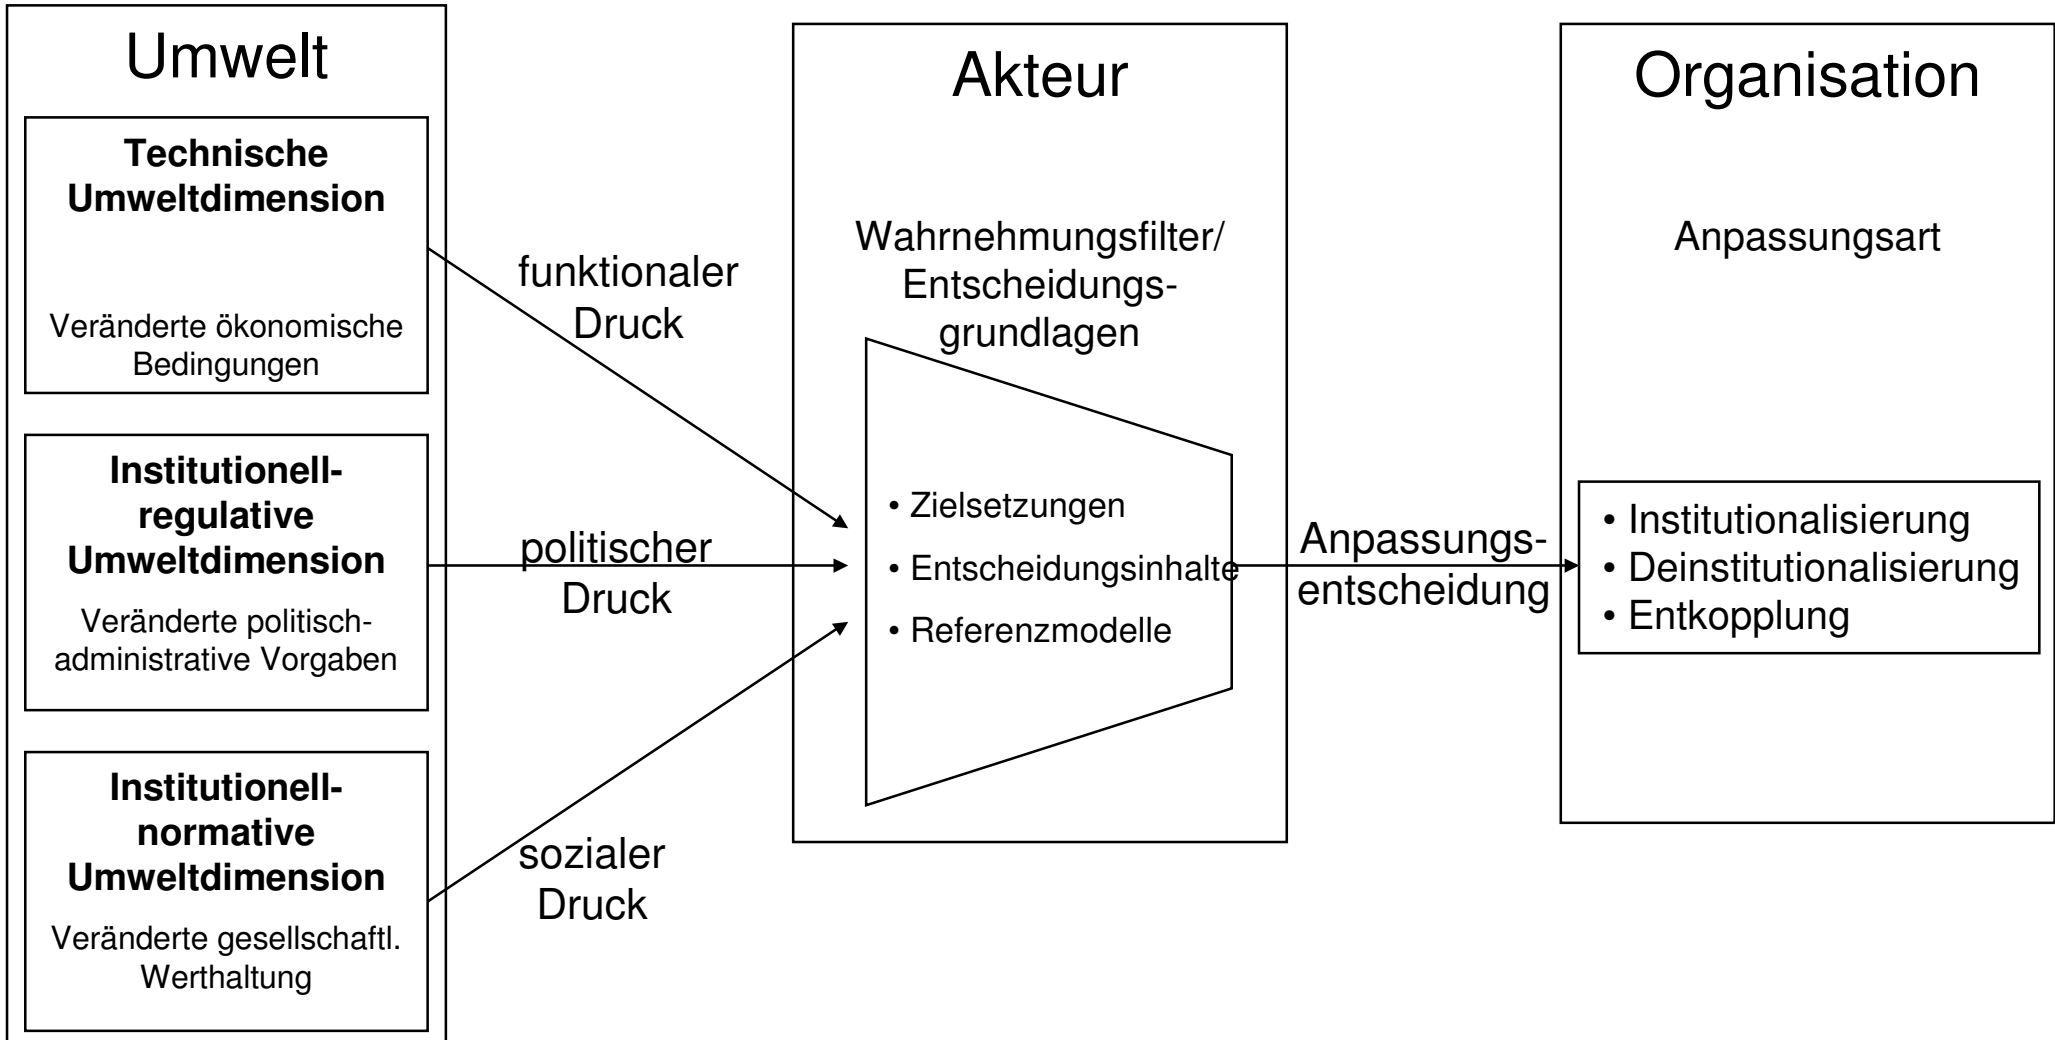 Umwelt
Technische
Umweltdimension
Veränderte ökonomische
Bedingungen
Institutionell-
regulative
Umweltdimension
Veränderte politisch-
administrative Vorgaben
Institutionell-
normative
Umweltdimension
Veränderte gesellschaftl.
Werthaltung
funktionaler
Druck
politischer
Druck
sozialer
Druck
Akteur
Wahrnehmungsfilter/
Entscheidungs-
grundlagen
• Zielsetzungen
• Entscheidungsinhalte
• Referenzmodelle
Anpassungs-
entscheidung
Organisation
Anpassungsart
• Institutionalisierung
• Deinstitutionalisierung
• Entkopplung